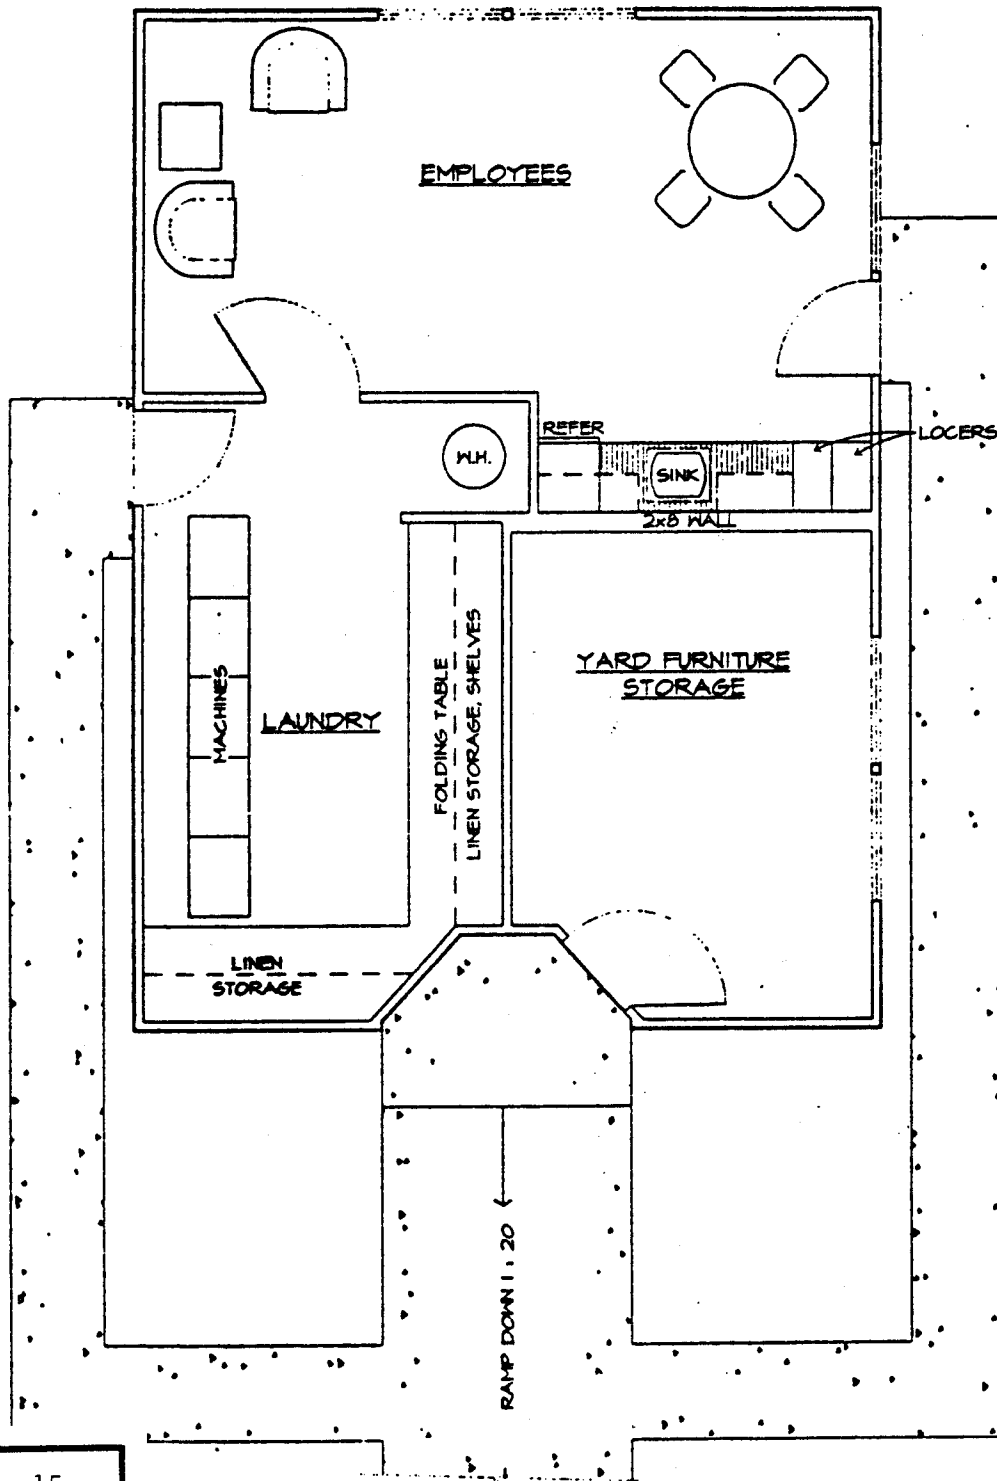 EMPLOYEES
REFER
LOCERS
W.H.
SINK
2x8 WALL
YARD FURNITURE
STORAGE
MACHINES
LAUNDRY
FOLDING TABLE
LINEN STORAGE, SHELVES
LINEN
STORAGE
RAMP DOWN 1 : 20
15